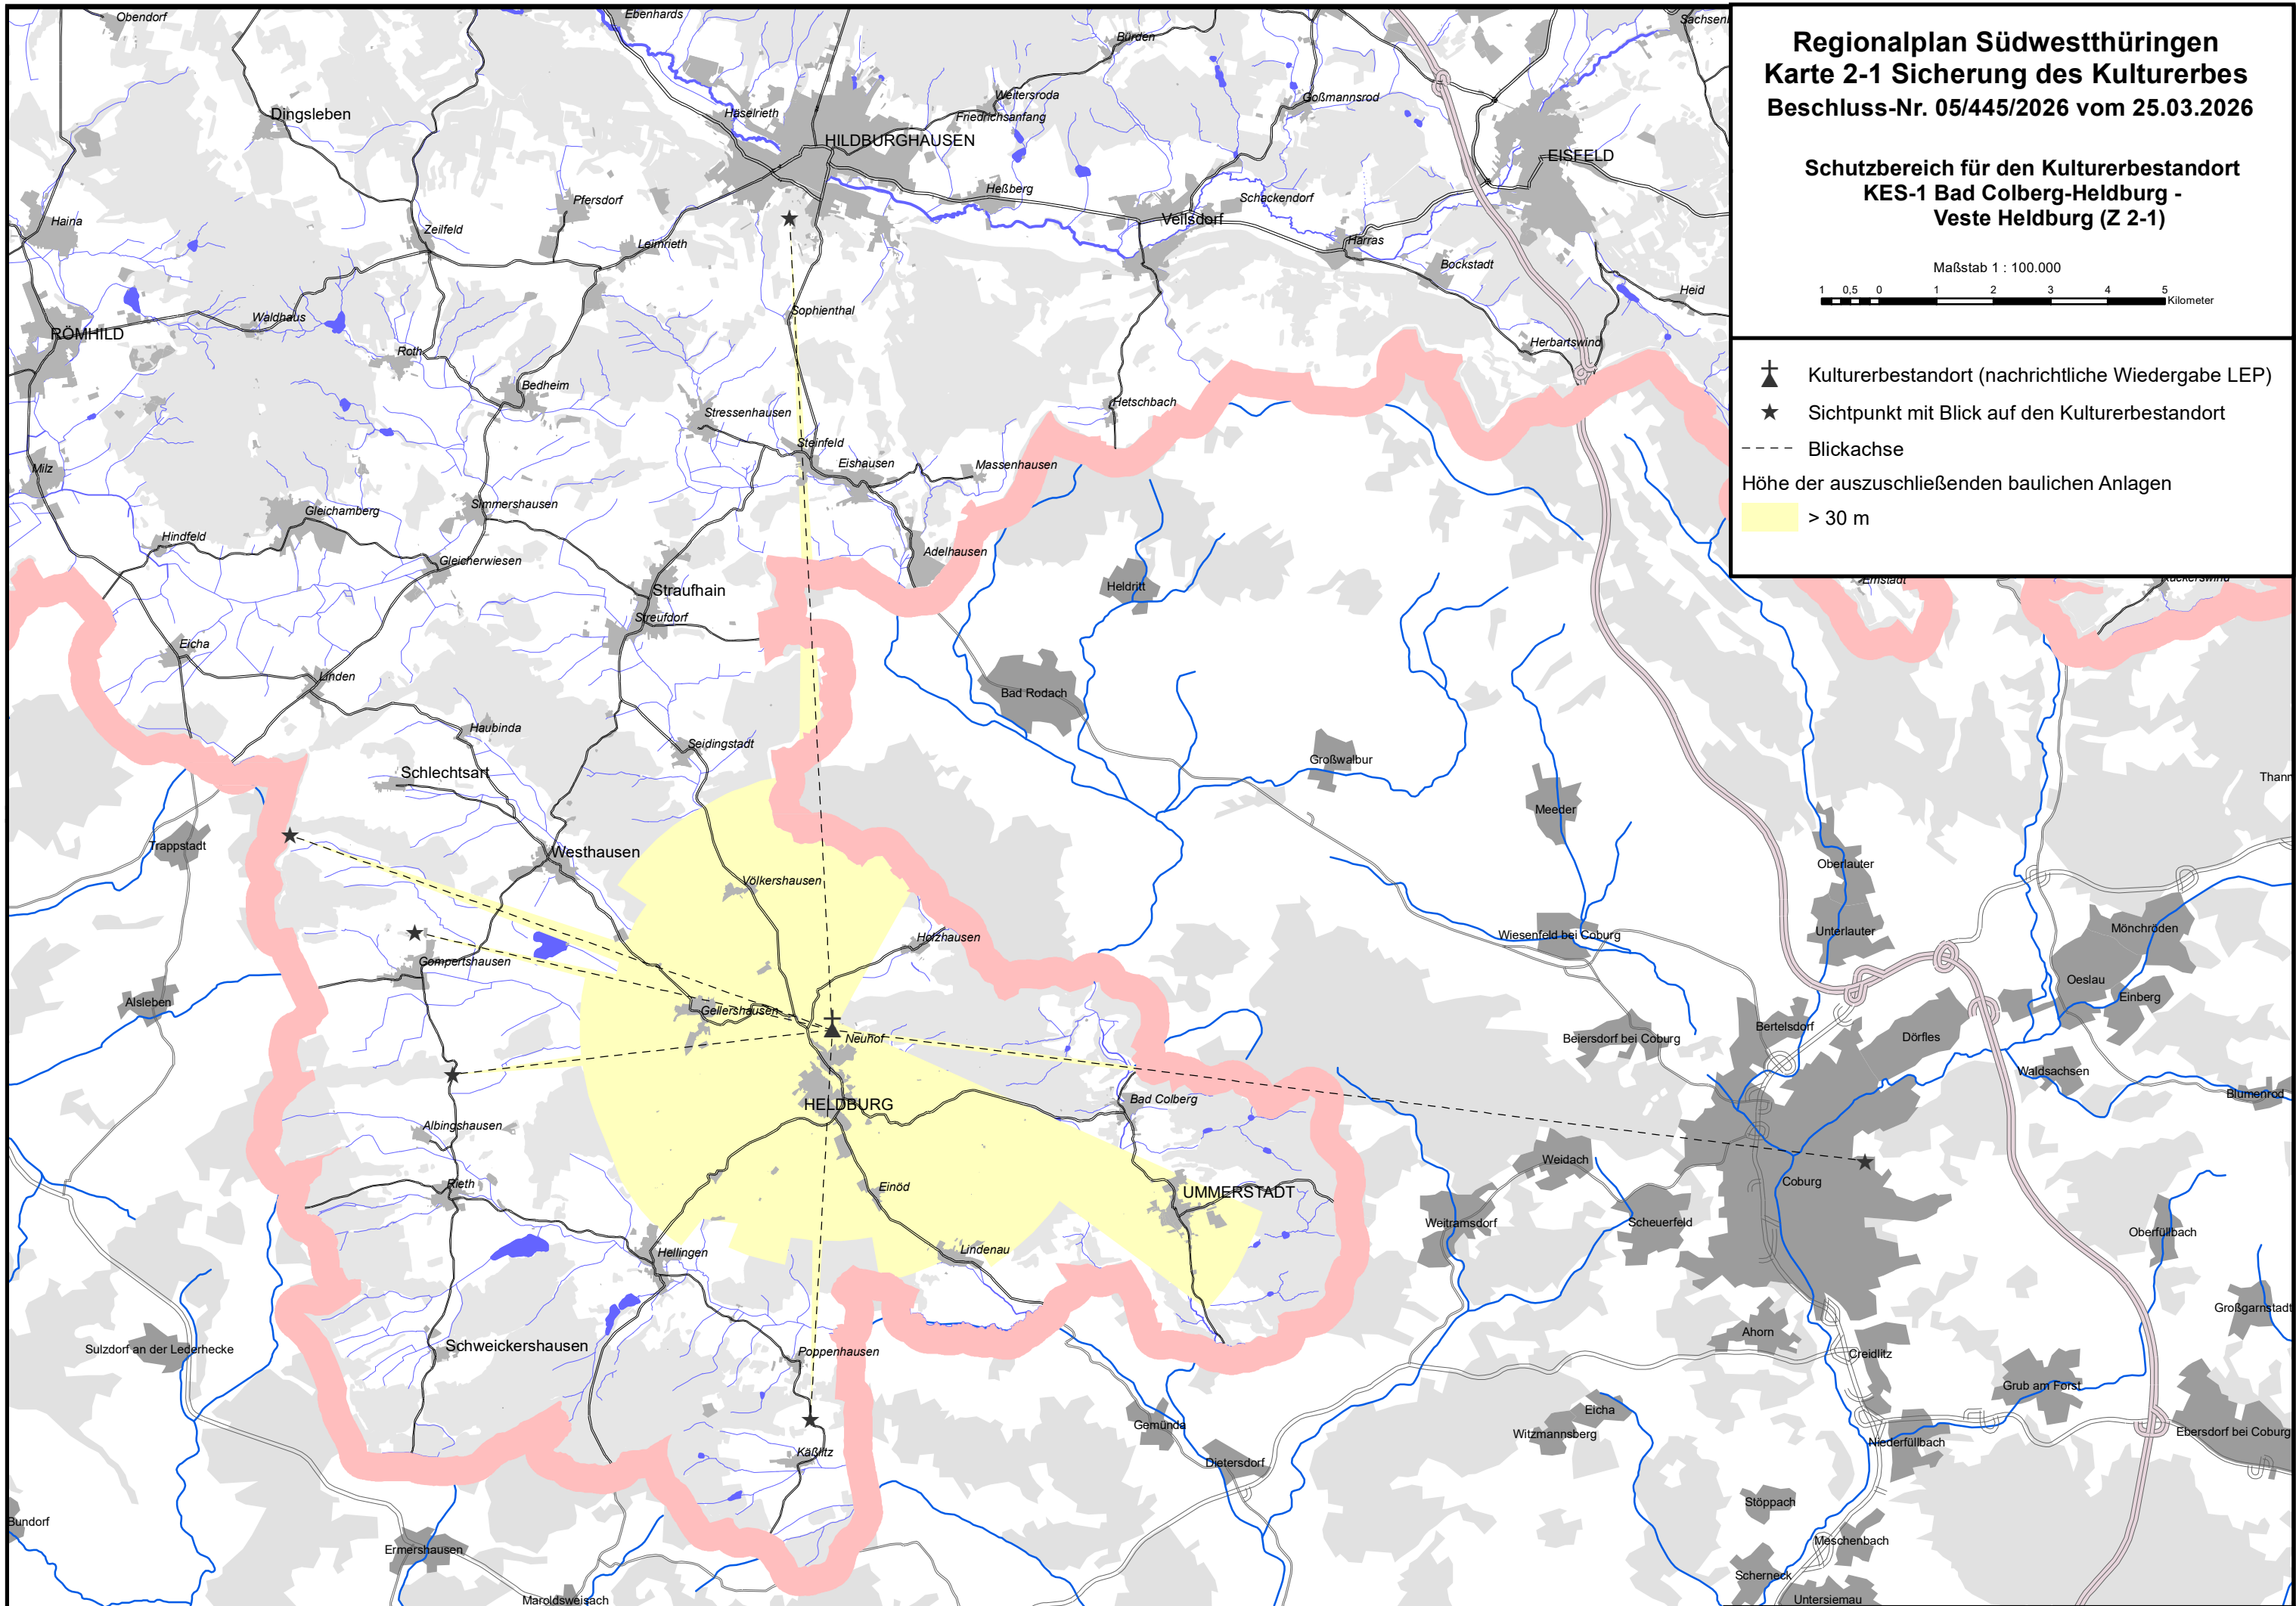 Regionalplan Südwestthüringen
Karte 2-1 Sicherung des Kulturerbes
Beschluss-Nr. 05/445/2026 vom 25.03.2026
Schutzbereich für den Kulturerbestandort
KES-1 Bad Colberg-Heldburg -
Veste Heldburg (Z 2-1)
Maßstab 1 : 100.000
1 0,5 0 1 2 3 4 5
Kilometer
Kulturerbestandort (nachrichtliche Wiedergabe LEP)
Sichtpunkt mit Blick auf den Kulturerbestandort
Blickachse
Höhe der auszuschließenden baulichen Anlagen
> 30 m
Obendorf
Ebenhards
Bürden
Dingsleben
Häselrieth
Weitersroda
Friedrichsanfang
Goßmannsrod
HILDBURGHAUSEN
EISFELD
Heßberg
Pfersdorf
Schackendorf
Veilsdorf
Haina
Zeilfeld
Leimrieth
Harras
Bockstadt
Heid
Sophienthal
Waldhaus
RÖMHILD
Roth
Herbartswind
Bedheim
Hetschbach
Stressenhausen
Steinfeld
Eishausen
Massenhausen
Milz
Simmershausen
Gleichamberg
Hindfeld
Gleicherwiesen
Adelhausen
Straufhain
Heldritt
Streufdorf
Eicha
Linden
Bad Rodach
Haubinda
Seidingstadt
Schlechtsart
Großwalbur
Meeder
Trappstadt
Westhausen
Oberlauter
Völkershausen
Unterlauter
Mönchröden
Wiesenfeld bei Coburg
Holzhausen
Gompertshausen
Oeslau
Einberg
Alsleben
Gellershausen
Bertelsdorf
Dörfles
Neuhof
Beiersdorf bei Coburg
Waldsachsen
Blumenrod
HELDBURG
Bad Colberg
Albingshausen
Weidach
Coburg
Rieth
Einöd
UMMERSTADT
Weitramsdorf
Scheuerfeld
Oberfüllbach
Hellingen
Lindenau
Großgarnstadt
Ahorn
Sulzdorf an der Lederhecke
Schweickershausen
Poppenhausen
Creidlitz
Grub am Forst
Eicha
Gemünda
Witzmannsberg
Niederfüllbach
Ebersdorf bei Coburg
Käßlitz
Dietersdorf
Stöppach
Bundorf
Ermershausen
Meschenbach
Scherneck
Maroldsweisach
Untersiemau